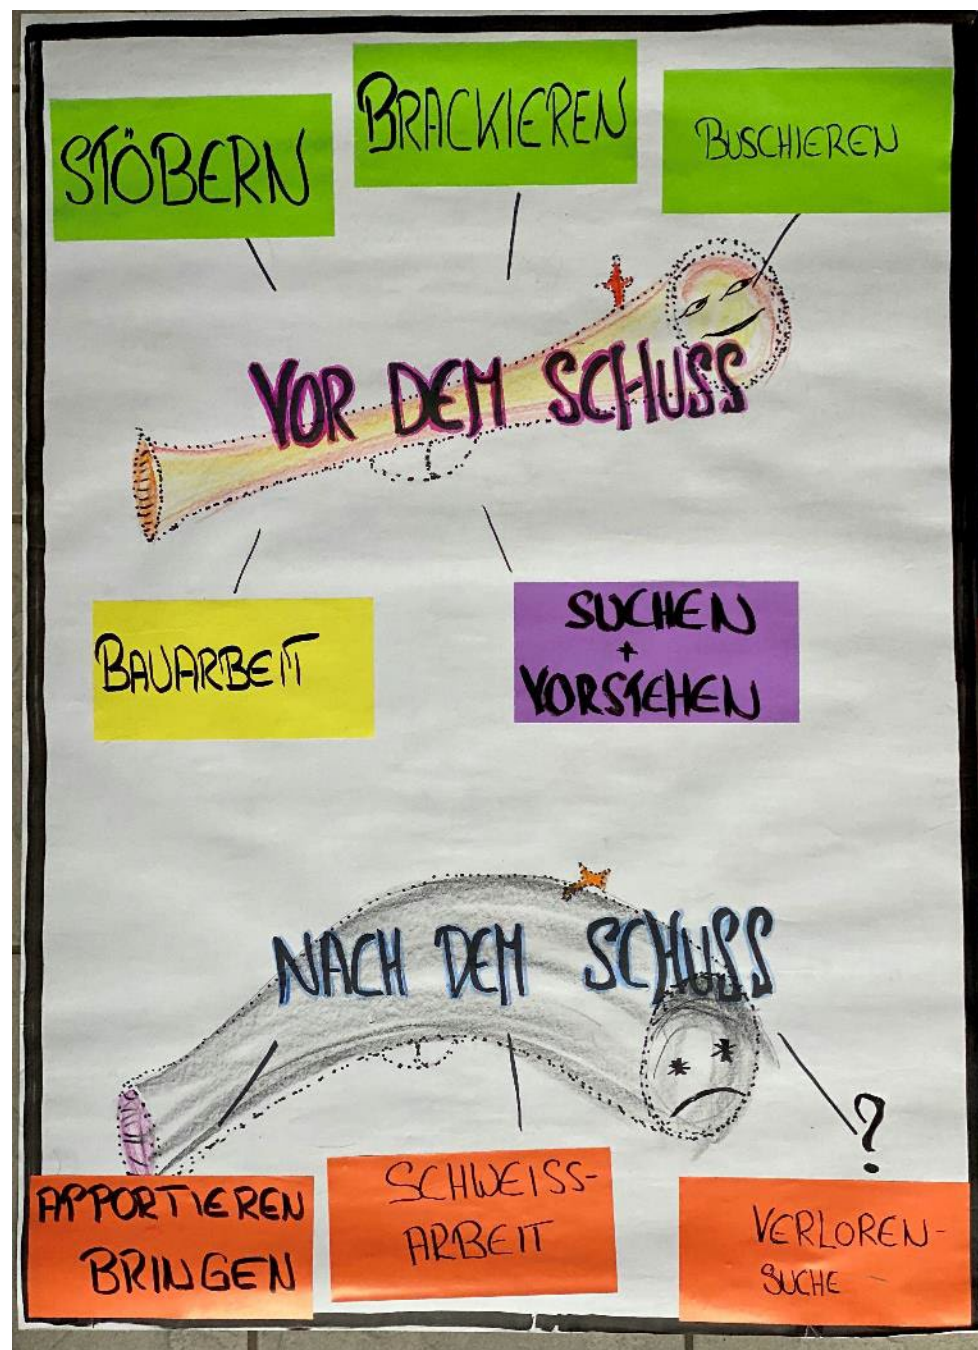 STÖBERN
BRACKIEREN
BUSCHIEREN
VOR DEM SCHUSS
BAUARBEIT
SUCHEN
+
VORSTEHEN
NACH DEM SCHUSS
?
APPORTIEREN
BRINGEN
SCHWEISS-
ARBEIT
VERLOREN-
SUCHE